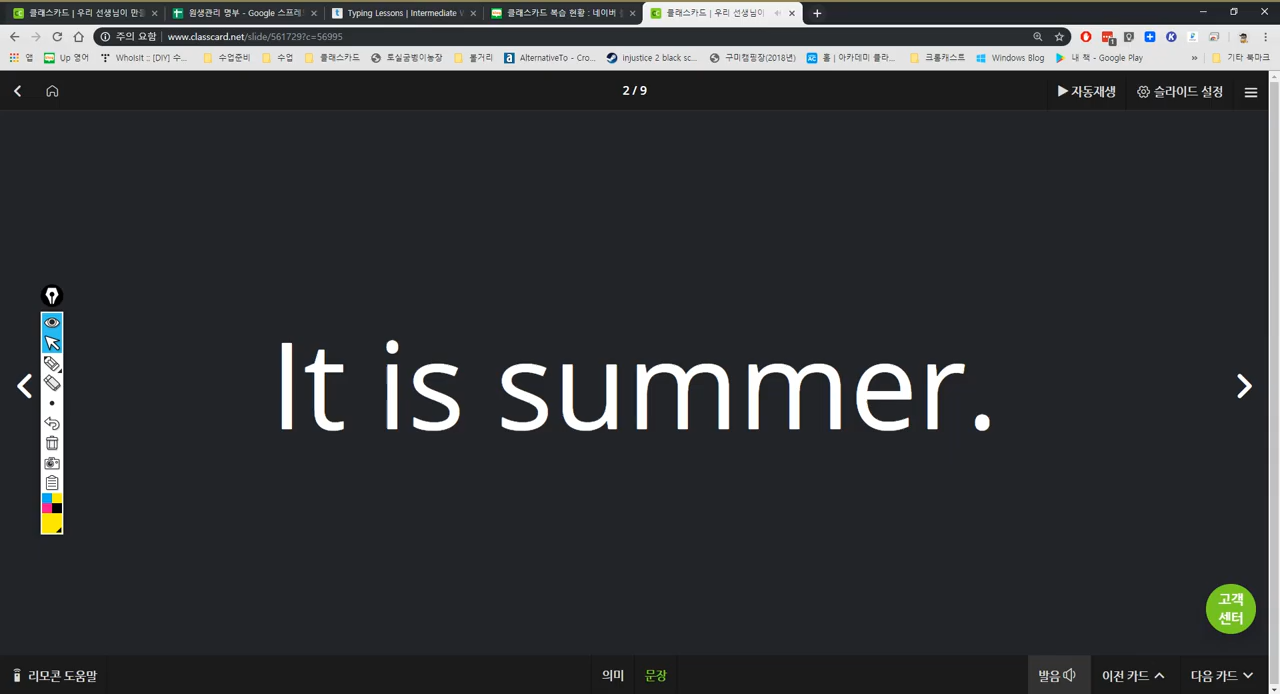 클래스카드 | 우리 선생님이 만든
원생관리 명부 - Google 스프레
Typing Lessons | Intermediate
클래스카드 복습 현황 : 네이버
클래스카드 | 우리 선생님이
주의 요함 | www.classcard.net/slide/561729?c=56995
앱 Up 영어 WhoIsIt :: [DIY] 수... 수업준비 수업 클래스카드 토실굼벵이농장 볼거리 AlternativeTo - Cro... injustice 2 black sc... 구미캠핑장(2018년) 홈 | 아카데미 클라... 크롬캐스트 Windows Blog 내 책 - Google Play » 기타 북마크
2 / 9
자동재생 슬라이드 설정
It is summer.
고객
센터
리모콘 도움말 의미 문장 발음 이전 카드 다음 카드